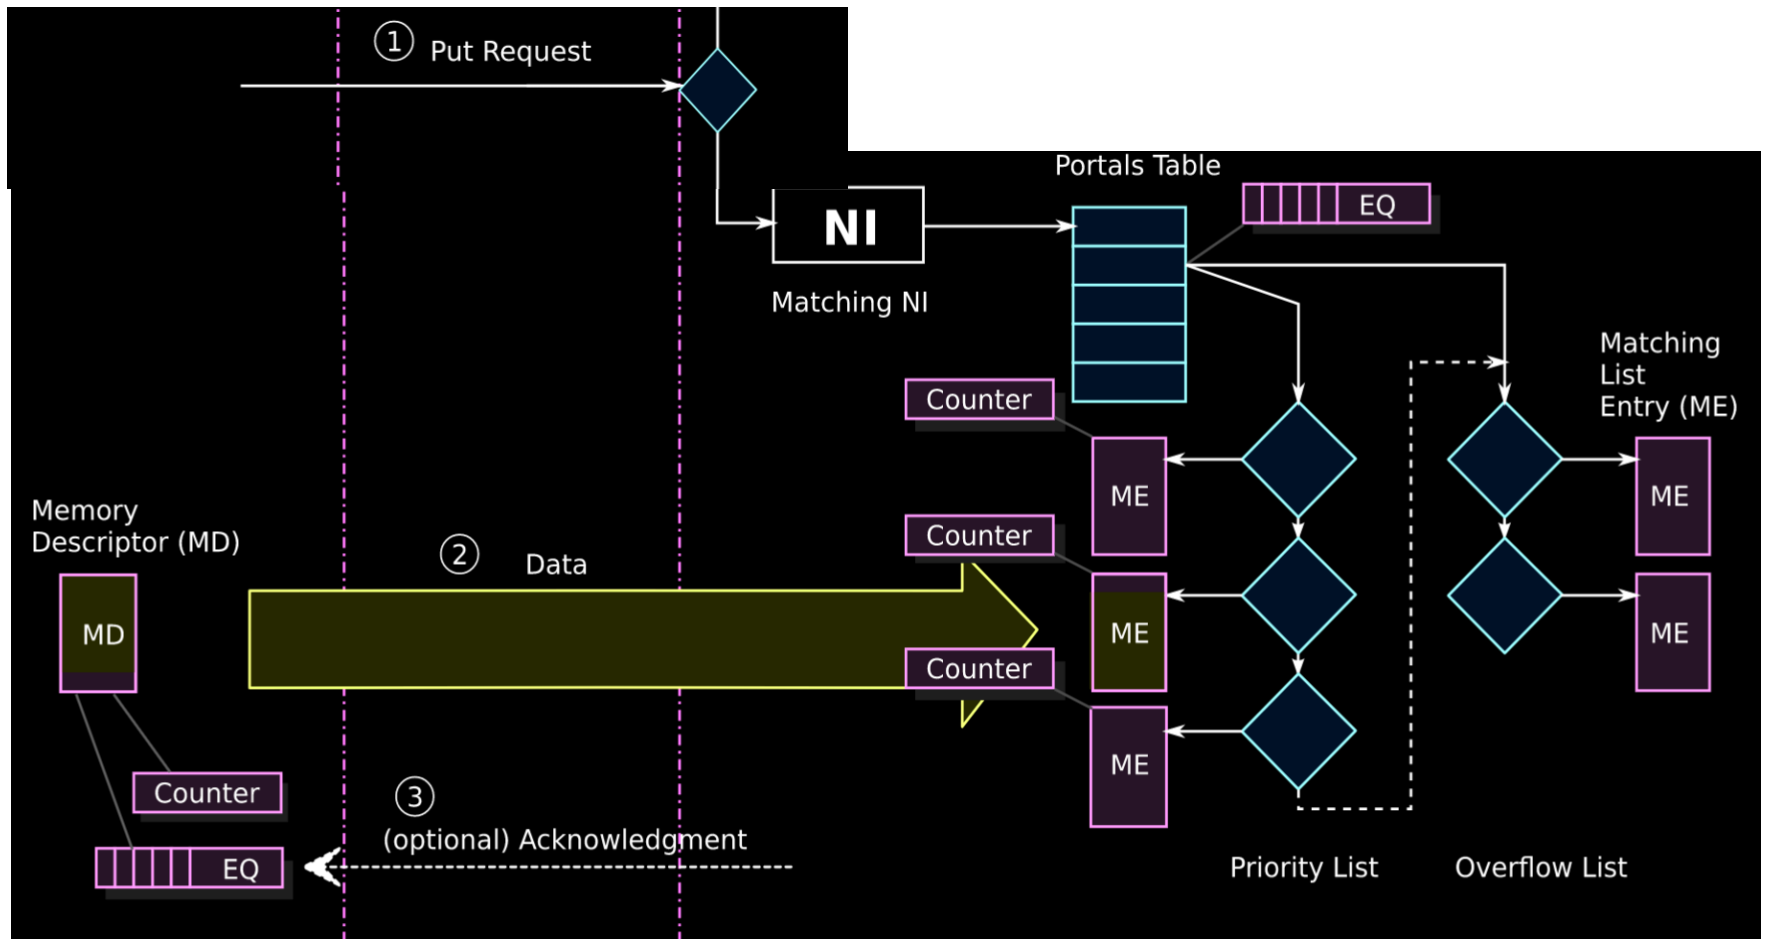 ① Put Request
Portals Table
EQ
NI
Matching NI
Matching
List
Entry (ME)
Counter
ME
ME
Memory
Descriptor (MD)
② Data
Counter
MD
ME
ME
Counter
ME
Counter
③
(optional) Acknowledgment
EQ
Priority List
Overflow List